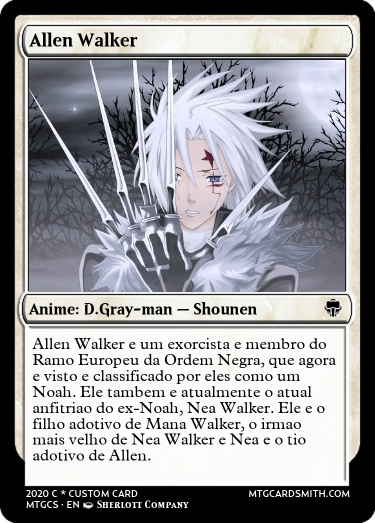 Allen Walker
Anime: D.Gray-man — Shounen
Allen Walker e um exorcista e membro do
Ramo Europeu da Ordem Negra, que agora
e visto e classificado por eles como um
Noah. Ele tambem e atualmente o atual
anfitriao do ex-Noah, Nea Walker. Ele e o
filho adotivo de Mana Walker, o irmao
mais velho de Nea Walker e Nea e o tio
adotivo de Allen.
2020 C * CUSTOM CARD
MTGCARDSMITH.COM
MTGCS · EN Sherlott Company